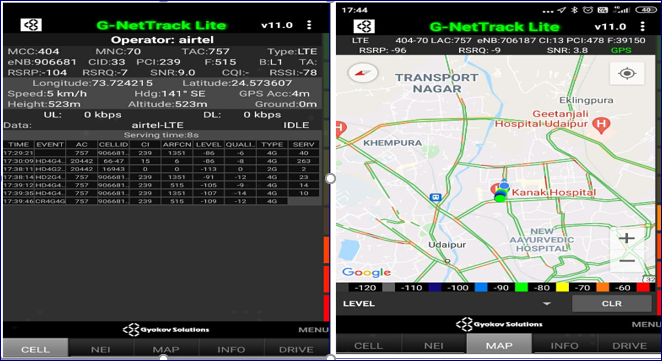 G-NetTrack Lite v11.0
Operator: airtel
MCC:404 MNC:70 TAC:757 Type:LTE
eNB:906681 CID:33 PCI:239 F:515 B:L1 TA:
RSRP:-104 RSRQ:-7 SNR:9.0 CQI:- RSSI:-78
Longitude:73.724215 Latitude:24.573607
Speed:5 km/h Hdg:141° SE GPS Acc:4m
Height:523m Altitude:523m Ground:0m
UL: 0 kbps DL: 0 kbps
Data: airtel-LTE IDLE
Serving time:8s
TIME EVENT AC CELLID CI ARFCN LEVEL QUALI.. TYPE SERV
17:29:21 757 906681.. 239 1351 -86 -6 4G 40
17:30:09 HD4G4.. 20442 66-47 15 6 -86 -8 4G 263
17:38:11 HD4G2.. 20442 16943 0 0 -113 0 2G 2
17:38:14 HD2G4.. 757 906681.. 239 1351 -91 -12 4G 23
17:39:12 HD4G4.. 757 906681.. 239 515 -105 -9 4G 14
17:39:35 HD4G4.. 757 906681.. 239 1351 -107 -14 4G 10
17:39:46 CR4G4G 757 906681.. 239 515 -109 -12 4G
Gyokov Solutions MENU
CELL NEI MAP INFO DRIVE
17:44 40
G-NetTrack Lite v11.0
LTE 404-70 LAC:757 eNB:706187 CI:13 PCI:478 F:39150
RSRP: -96 RSRQ: -9 SNR: 3.8 GPS
TRANSPORT
NAGAR
Eklingpura
Geetanjali
Hospital Udaipur
KHEMPURA
Kanak Hospital
NEW
AAYURVEDIC
HOSPITAL
Udaipur
+
−
Google
32
-120 -110 -100 -90 -80 -70 -60
LEVEL CLR
Gyokov Solutions MENU
CELL NEI MAP INFO DRIVE